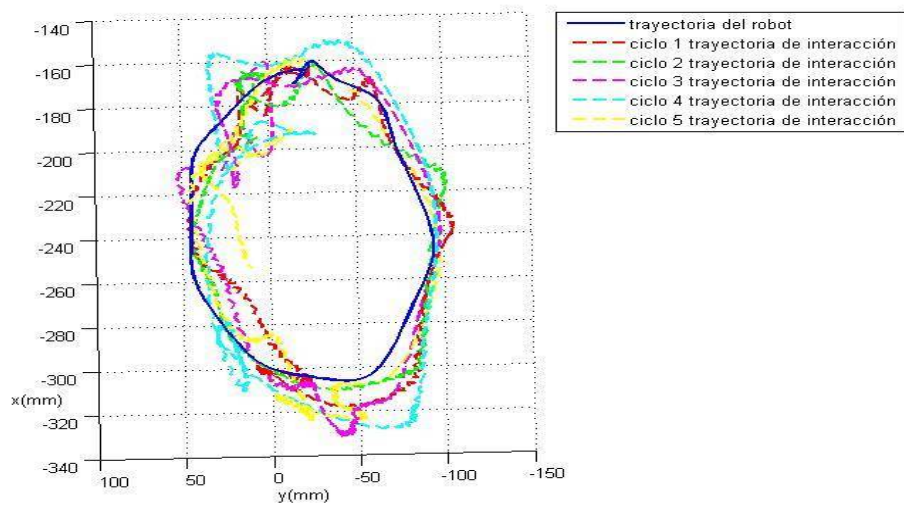 -140
-160
-180
-200
-220
-240
-260
-280
-300
-320
-340
x(mm)
100
50
0
-50
-100
-150
y(mm)
trayectoria del robot
ciclo 1 trayectoria de interacción
ciclo 2 trayectoria de interacción
ciclo 3 trayectoria de interacción
ciclo 4 trayectoria de interacción
ciclo 5 trayectoria de interacción